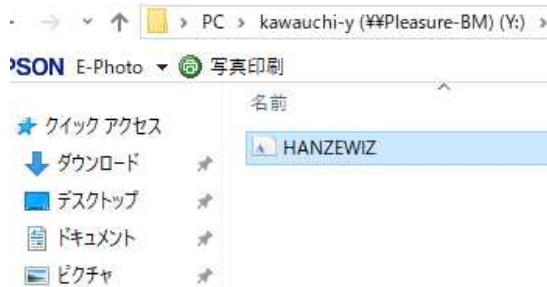 PC > kawauchi-y (¥¥Pleasure-BM) (Y:) >
EPSON E-Photo 写真印刷
名前
クイック アクセス
HANZEWIZ
ダウンロード
デスクトップ
ドキュメント
ピクチャ